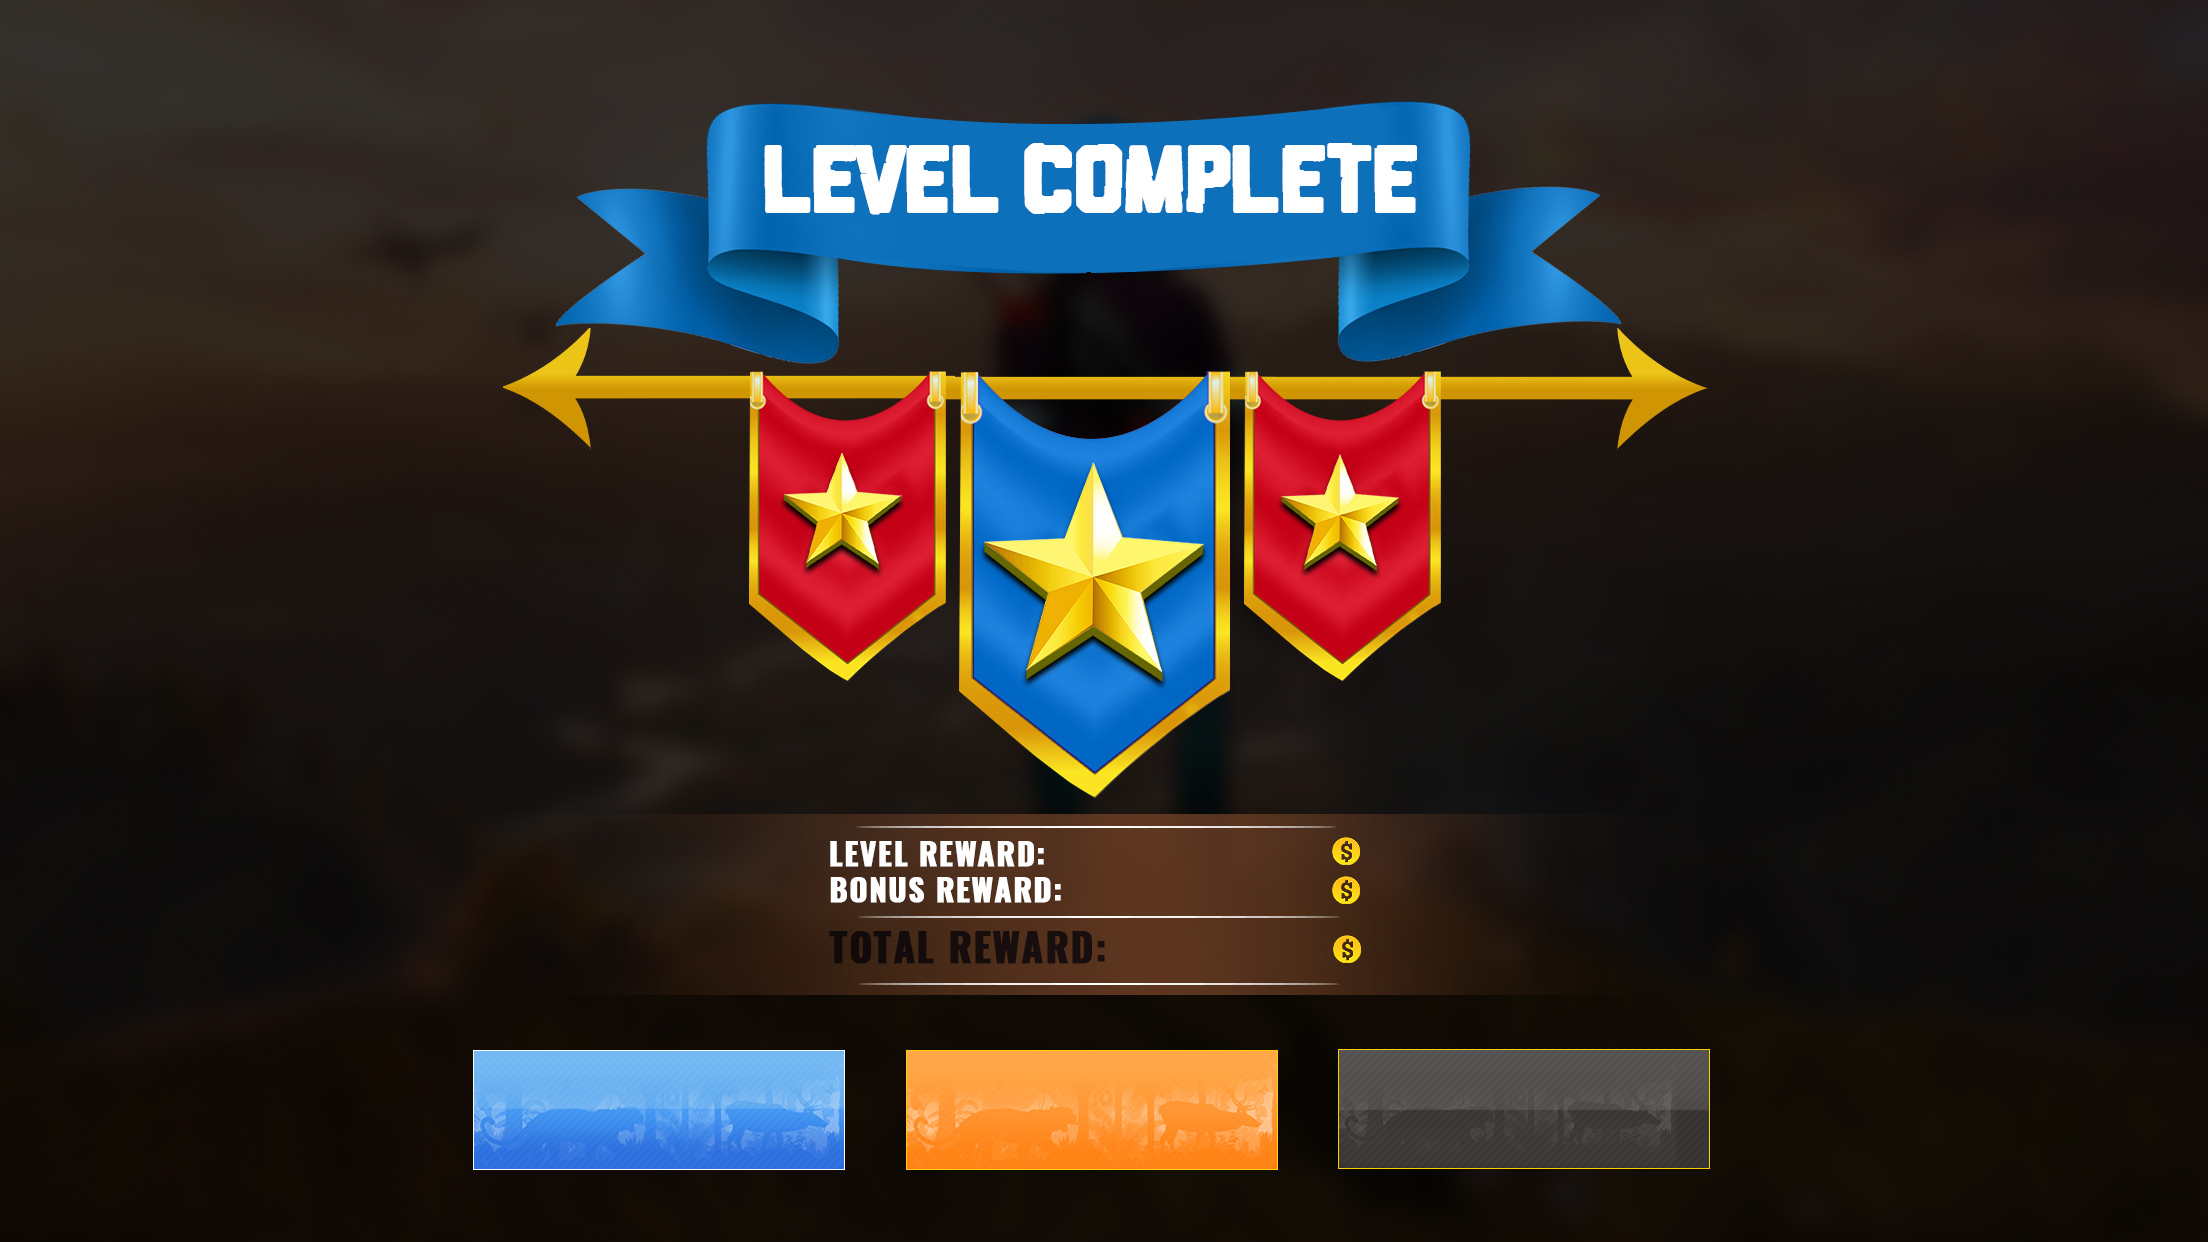 LEVEL COMPLETE
LEVEL REWARD: $
BONUS REWARD: $
TOTAL REWARD: $